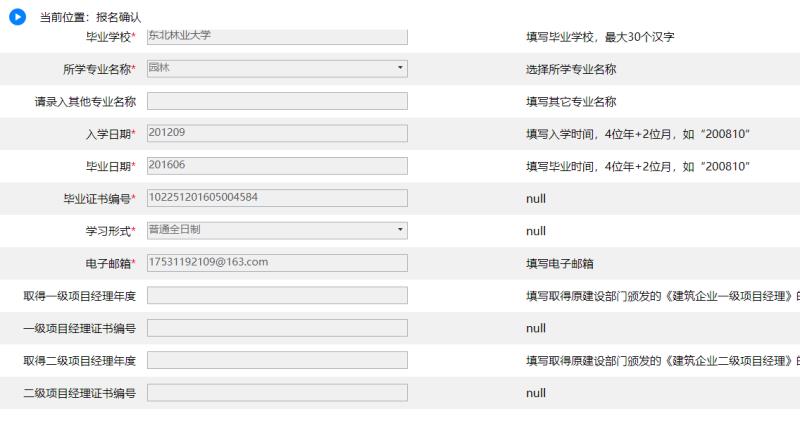 当前位置：报名确认
毕业学校* 东北林业大学 填写毕业学校，最大30个汉字
所学专业名称* 园林 选择所学专业名称
请录入其他专业名称 填写其它专业名称
入学日期* 201209 填写入学时间，4位年+2位月，如“200810”
毕业日期* 201606 填写毕业时间，4位年+2位月，如“200810”
毕业证书编号* 102251201605004584 null
学习形式* 普通全日制 null
电子邮箱* 17531192109@163.com 填写电子邮箱
取得一级项目经理年度 填写取得原建设部门颁发的《建筑企业一级项目经理》的
一级项目经理证书编号 null
取得二级项目经理年度 填写取得原建设部门颁发的《建筑企业二级项目经理》的
二级项目经理证书编号 null